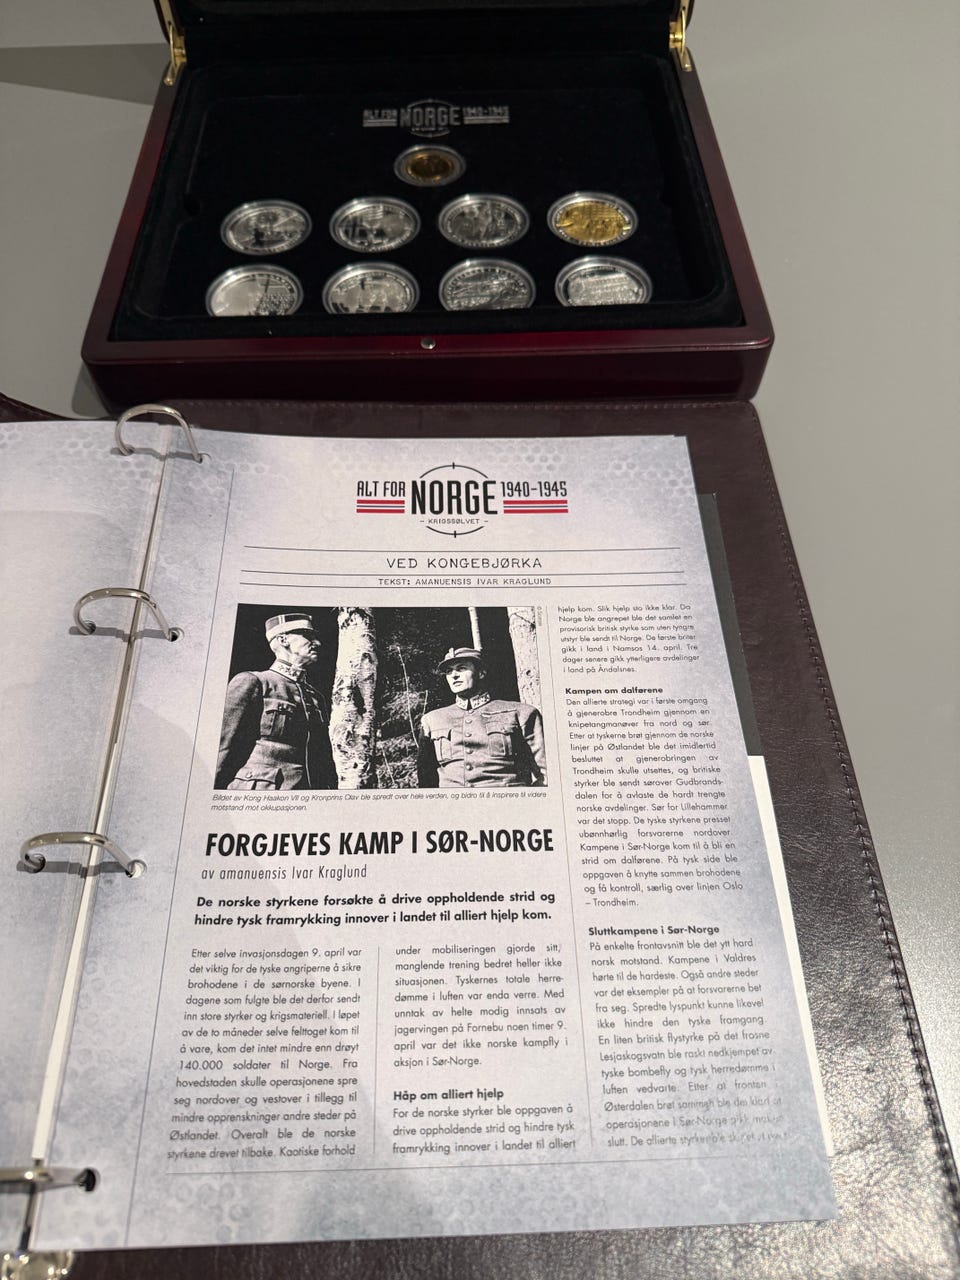 ALT FOR NORGE 1940-1945
ALT FOR NORGE 1940-1945
- KRIGSSØLVET -
VED KONGEBJØRKA
TEKST: AMANUENSIS IVAR KRAGLUND
Bildet av Kong Haakon VII og Kronprins Olav ble spredt over hele verden, og bidro til å inspirere til videre
motstand mot okkupasjonen.
FORGJEVES KAMP I SØR-NORGE
av amanuensis Ivar Kraglund
De norske styrkene forsøkte å drive oppholdende strid og
hindre tysk framrykking innover i landet til alliert hjelp kom.
Etter selve invasjonsdagen 9. april var
det viktig for de tyske angriperne å sikre
brohodene i de sørnorske byene. I
dagene som fulgte ble det derfor sendt
inn store styrker og krigsmateriell. I løpet
av de to måneder selve felttoget kom til
å vare, kom det intet mindre enn drøyt
140.000 soldater til Norge. Fra
hovedstaden skulle operasjonene spre
seg nordover og vestover i tillegg til
mindre opprenskninger andre steder på
Østlandet. Overalt ble de norske
styrkene drevet tilbake. Kaotiske forhold
under mobiliseringen gjorde sitt,
manglende trening bedret heller ikke
situasjonen. Tyskernes totale herre-
dømme i luften var enda verre. Med
unntak av helte modig innsats av
jagervingen på Fornebu noen timer 9.
april var det ikke norske kampfly i
aksjon i Sør-Norge.
Håp om alliert hjelp
For de norske styrker ble oppgaven å
drive oppholdende strid og hindre tysk
framrykking innover i landet til alliert
hjelp kom. Slik hjelp sto ikke klar. Da
Norge ble angrepet ble det samlet en
provisorisk britisk styrke som uten tyngre
utstyr ble sendt til Norge. De første briter
gikk i land i Namsos 14. april. Tre
dager senere gikk ytterligere avdelinger
i land på Åndalsnes.
Kampen om dalførene
Den allierte strategi var i første omgang
å gjenerobre Trondheim gjennom en
knipetangmanøver fra nord og sør.
Etter at tyskerne brøt gjennom de norske
linjer på Østlandet ble det imidlertid
besluttet at gjenerobringen av
Trondheim skulle utsettes, og britiske
styrker ble sendt sørover Gudbrands-
dalen for å avlaste de hardt trengte
norske avdelinger. Sør for Lillehammer
var det stopp. De tyske styrkene presset
ubønnhørlig forsvarerne nordover.
Kampene i Sør-Norge kom til å bli en
strid om dalførene. På tysk side ble
oppgaven å knytte sammen brohodene
og få kontroll, særlig over linjen Oslo
– Trondheim.
Sluttkampene i Sør-Norge
På enkelte frontavsnitt ble det ytt hard
norsk motstand. Kampene i Valdres
hørte til de hardeste. Også andre steder
var det eksempler på at forsvarerne bet
fra seg. Spredte lyspunkt kunne likevel
ikke hindre den tyske framgang.
En liten britisk flystyrke på det frosne
Lesjaskogsvatn ble raskt nedkjempet av
tyske bombefly og tysk herredømme i
luften vedvarte. Etter at fronten i
Østerdalen brøt sammen ble det klart at
operasjonene i Sør-Norge gikk mot en
slutt. De allierte styrker ble